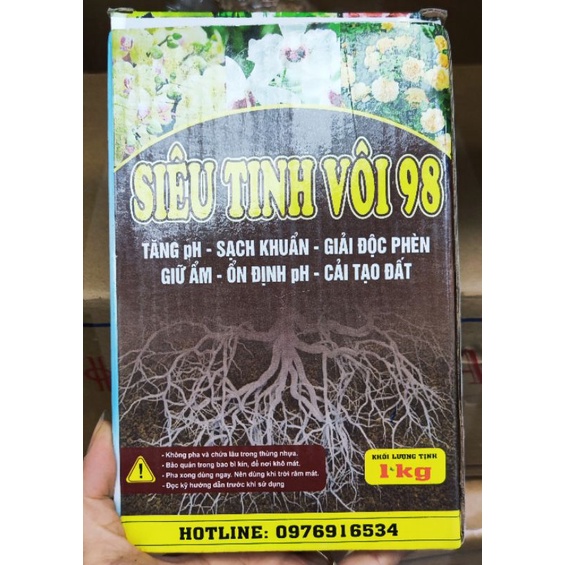 SIÊU TINH VÔI 98
TĂNG pH - SẠCH KHUẨN - GIẢI ĐỘC PHÈN
GIỮ ẨM - ỔN ĐỊNH pH - CẢI TẠO ĐẤT
- Không pha và chứa lâu trong thùng nhựa.
- Bảo quản trong bao bì kín, để nơi khô mát.
- Pha xong dùng ngay. Nên dùng khi trời râm mát.
- Đọc kỹ hướng dẫn trước khi sử dụng
KHỐI LƯỢNG TỊNH
1kg
HOTLINE: 0976916534